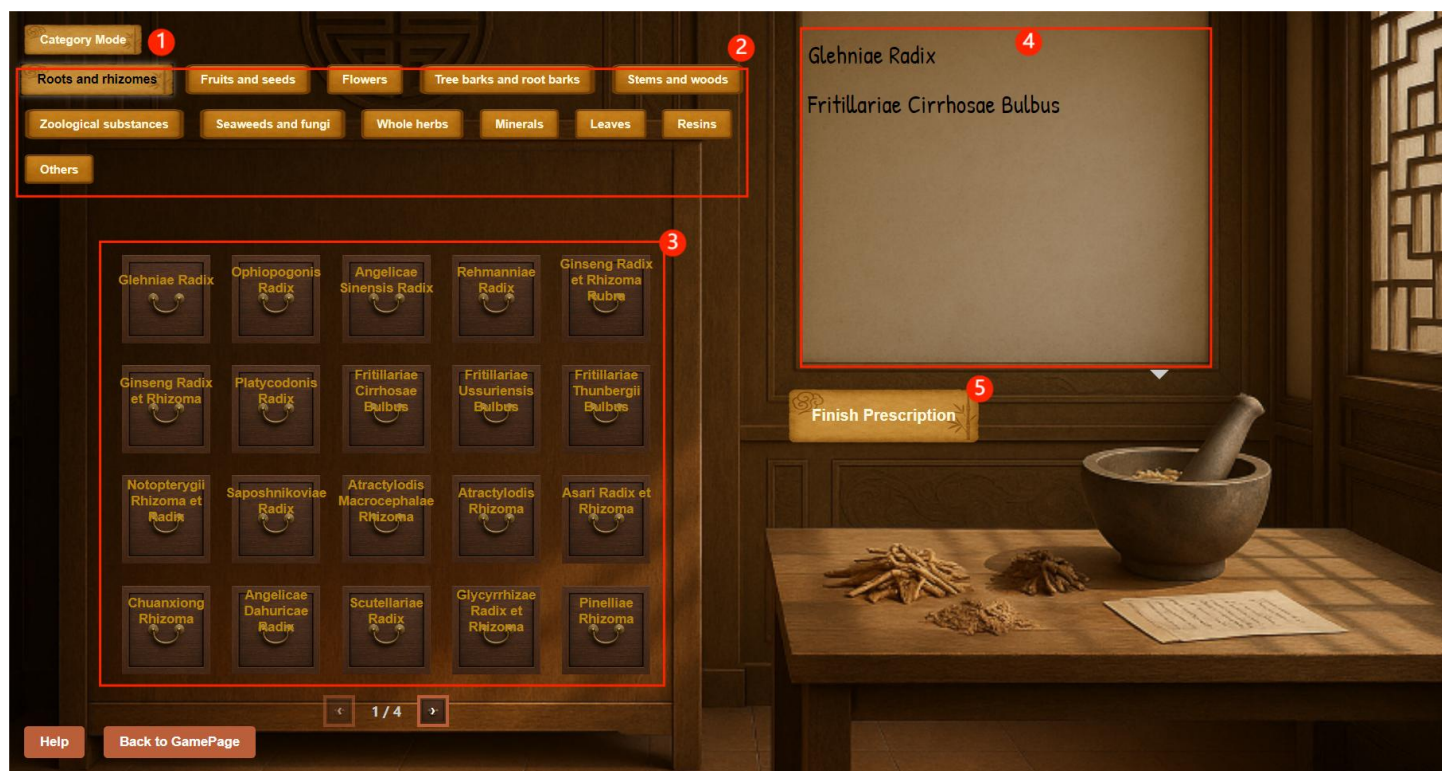 Category Mode
1
2
Roots and rhizomes
Fruits and seeds
Flowers
Tree barks and root barks
Stems and woods
Zoological substances
Seaweeds and fungi
Whole herbs
Minerals
Leaves
Resins
Others
3
Glehniae Radix
Ophiopogonis
Radix
Angelicae
Sinensis Radix
Rehmanniae
Radix
Ginseng Radix
et Rhizoma
Rubra
Ginseng Radix
et Rhizoma
Platycodonis
Radix
Fritillariae
Cirrhosae
Bulbus
Fritillariae
Ussuriensis
Bulbus
Fritillariae
Thunbergii
Bulbus
Notopterygii
Rhizoma et
Radix
Saposhnikoviae
Radix
Atractylodis
Macrocephalae
Rhizoma
Atractylodis
Rhizoma
Asari Radix et
Rhizoma
Chuanxiong
Rhizoma
Angelicae
Dahuricae
Radix
Scutellariae
Radix
Glycyrrhizae
Radix et
Rhizoma
Pinelliae
Rhizoma
1 / 4
Help
Back to GamePage
4
Glehniae Radix
Fritillariae Cirrhosae Bulbus
5
Finish Prescription